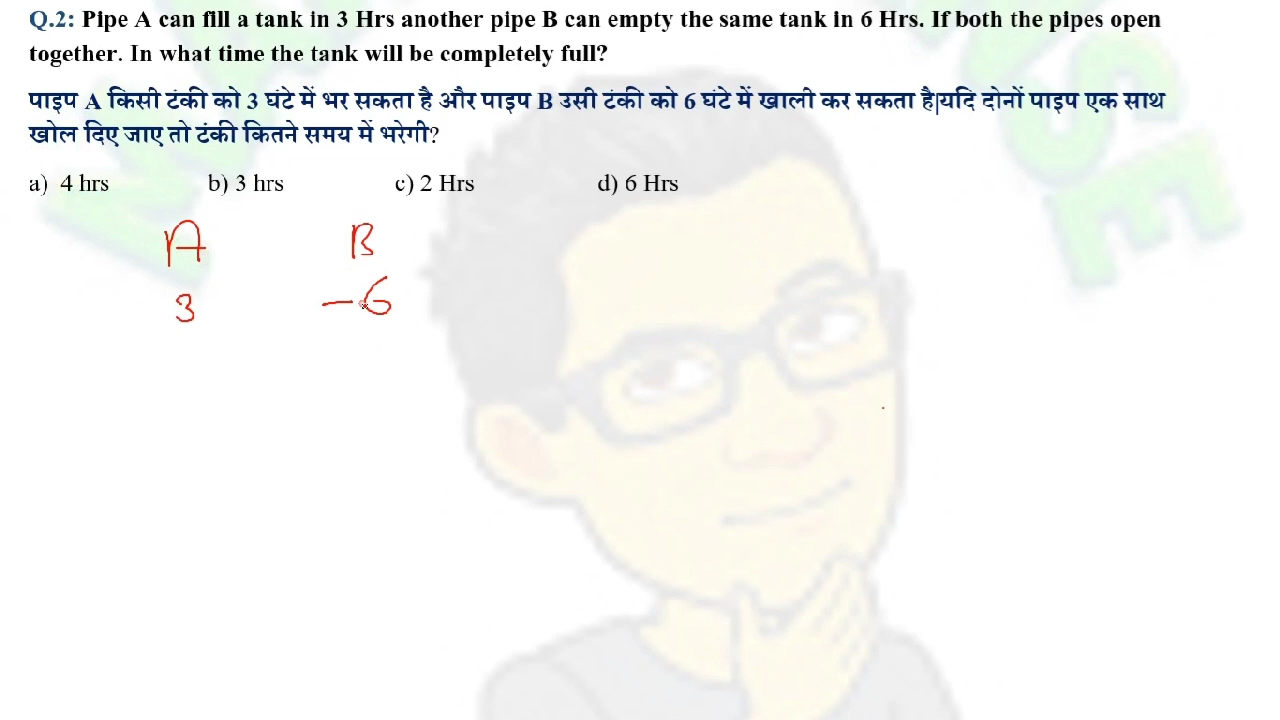 Q.2: Pipe A can fill a tank in 3 Hrs another pipe B can empty the same tank in 6 Hrs. If both the pipes open
together. In what time the tank will be completely full?
पाइप A किसी टंकी को 3 घंटे में भर सकता है और पाइप B उसी टंकी को 6 घंटे में खाली कर सकता है|यदि दोनों पाइप एक साथ
खोल दिए जाए तो टंकी कितने समय में भरेगी?
a) 4 hrs b) 3 hrs c) 2 Hrs d) 6 Hrs
A B
3 -6